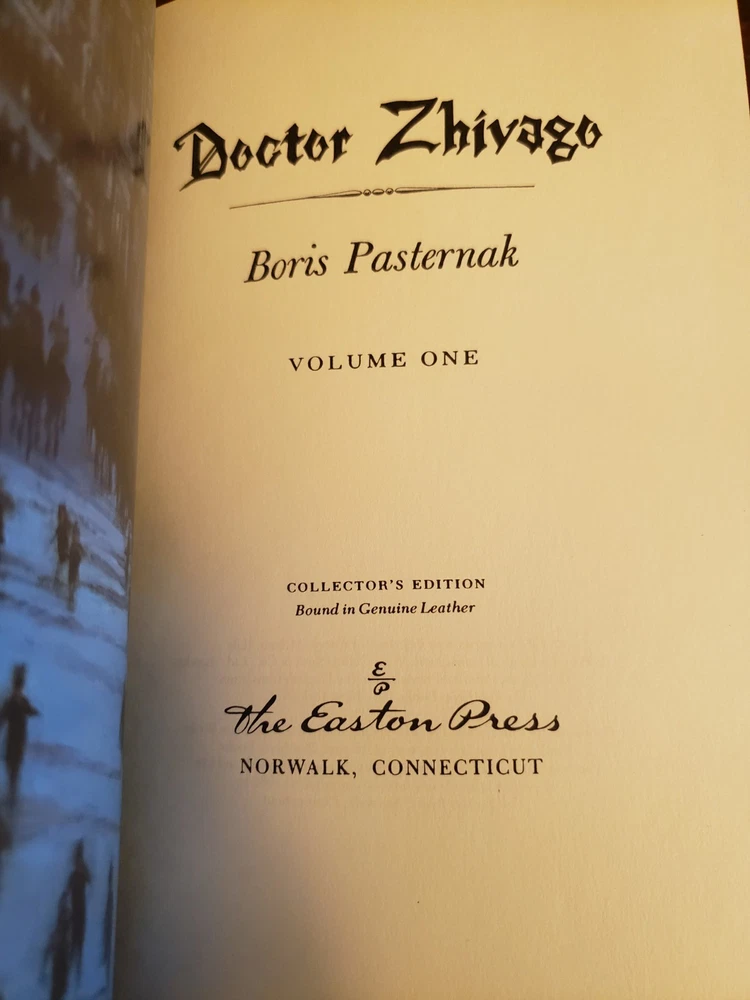 Doctor Zhivago
Boris Pasternak
VOLUME ONE
COLLECTOR'S EDITION
Bound in Genuine Leather
E
P
The Easton Press
NORWALK, CONNECTICUT